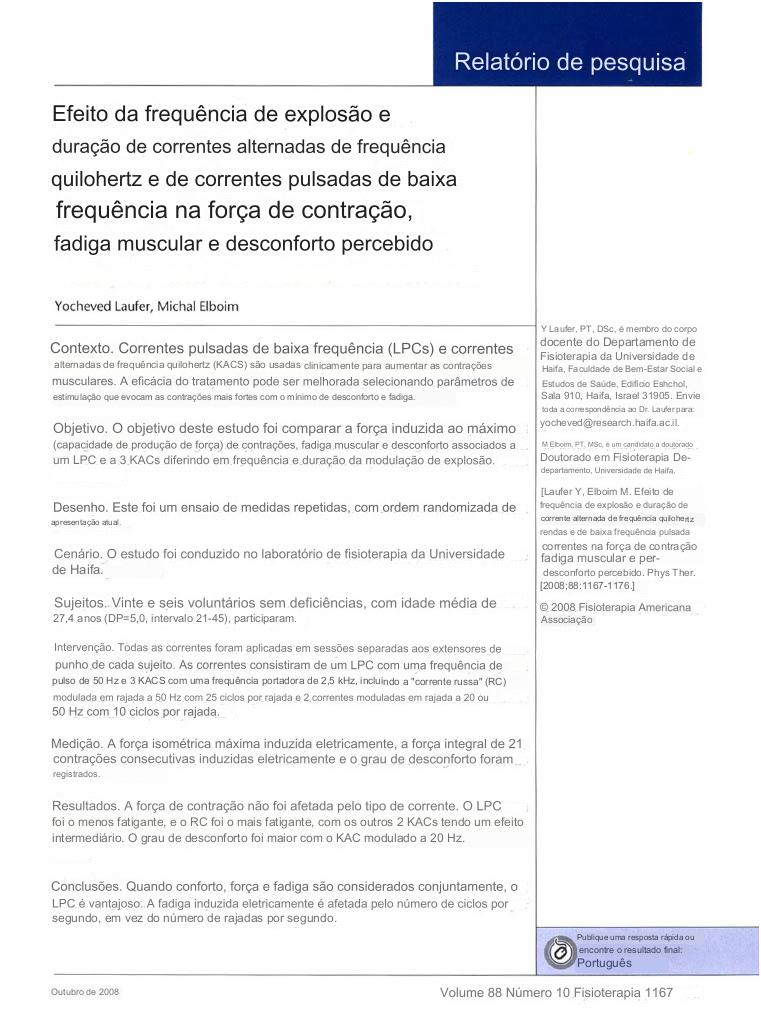 Relatório de pesquisa
Efeito da frequência de explosão e
duração de correntes alternadas de frequência
quilohertz e de correntes pulsadas de baixa
frequência na força de contração,
fadiga muscular e desconforto percebido
Yocheved Laufer, Michal Elboim
Contexto. Correntes pulsadas de baixa frequência (LPCs) e correntes
alternadas de frequência quilohertz (KACS) são usadas clinicamente para aumentar as contrações
musculares. A eficácia do tratamento pode ser melhorada selecionando parâmetros de
estimulação que evocam as contrações mais fortes com o mínimo de desconforto e fadiga.
Objetivo. O objetivo deste estudo foi comparar a força induzida ao máximo
(capacidade de produção de força) de contrações, fadiga muscular e desconforto associados a
um LPC e a 3 KACs diferindo em frequência e duração da modulação de explosão.
Desenho. Este foi um ensaio de medidas repetidas, com ordem randomizada de
apresentação atual.
Cenário. O estudo foi conduzido no laboratório de fisioterapia da Universidade
de Haifa.
Sujeitos. Vinte e seis voluntários sem deficiências, com idade média de
27,4 anos (DP=5,0, intervalo 21-45), participaram.
Intervenção. Todas as correntes foram aplicadas em sessões separadas aos extensores de
punho de cada sujeito. As correntes consistiram de um LPC com uma frequência de
pulso de 50 Hz e 3 KACS com uma frequência portadora de 2,5 kHz, incluindo a "corrente russa" (RC)
modulada em rajada a 50 Hz com 25 ciclos por rajada e 2 correntes moduladas em rajada a 20 ou
50 Hz com 10 ciclos por rajada.
Medição. A força isométrica máxima induzida eletricamente, a força integral de 21
contrações consecutivas induzidas eletricamente e o grau de desconforto foram
registrados.
Resultados. A força de contração não foi afetada pelo tipo de corrente. O LPC
foi o menos fatigante, e o RC foi o mais fatigante, com os outros 2 KACs tendo um efeito
intermediário. O grau de desconforto foi maior com o KAC modulado a 20 Hz.
Conclusões. Quando conforto, força e fadiga são considerados conjuntamente, o
LPC é vantajoso. A fadiga induzida eletricamente é afetada pelo número de ciclos por
segundo, em vez do número de rajadas por segundo.
Y Laufer, PT, DSc, é membro do corpo
docente do Departamento de
Fisioterapia da Universidade de
Haifa, Faculdade de Bem-Estar Social e
Estudos de Saúde, Edifício Eshchol,
Sala 910, Haifa, Israel 31905. Envie
toda a correspondência ao Dr. Laufer para:
yocheved@research.haifa.ac.il.
M Elboim, PT, MSc, é um candidato a doutorado
Doutorado em Fisioterapia De-
departamento, Universidade de Haifa.
[Laufer Y, Elboim M. Efeito de
frequência de explosão e duração de
corrente alternada de frequência quilohertz
rendas e de baixa frequência pulsada
correntes na força de contração
fadiga muscular e per-
desconforto percebido. Phys Ther.
[2008;88:1167-1176.]
© 2008 Fisioterapia Americana
Associação
Publique uma resposta rápida ou
encontre o resultado final:
Português
Outubro de 2008
Volume 88 Número 10 Fisioterapia 1167